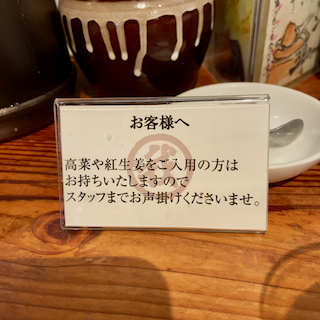 お客様へ
高菜や紅生姜をご入用の方は
お持ちいたしますので
スタッフまでお声掛けくださいませ。